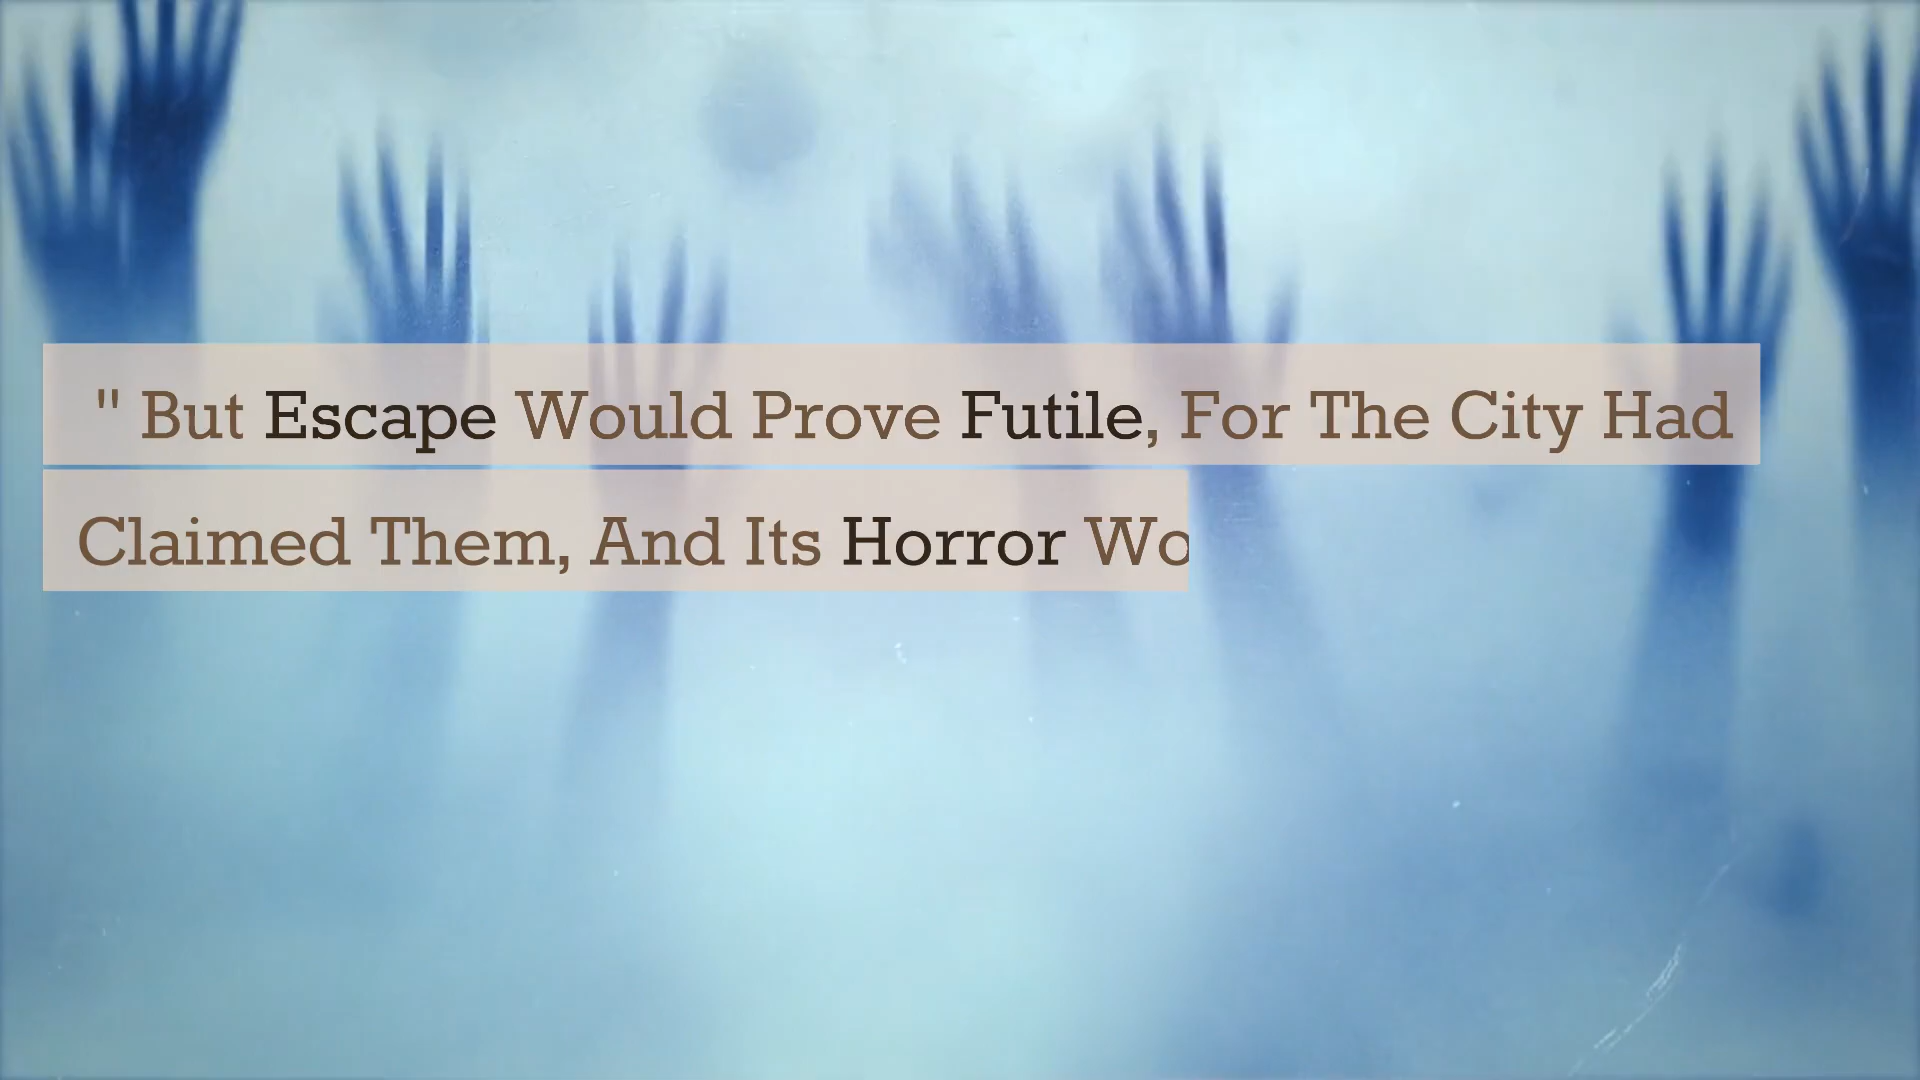 " But Escape Would Prove Futile, For The City Had
Claimed Them, And Its Horror